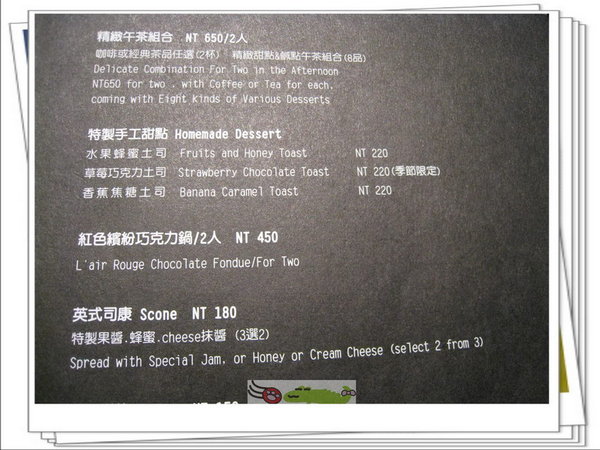 精緻午茶組合 NT 650/2人
咖啡或經典茶品任選(2杯) 精緻甜點&鹹點午茶組合(8品)
Delicate Combination For Two in the Afternoon
NT650 for two . with Coffee or Tea for each.
coming with Eight Kinds of Various Desserts
特製手工甜點 Homemade Dessert
水果蜂蜜土司 Fruits and Honey Toast NT 220
草莓巧克力土司 Strawberry Chocolate Toast NT 220(季節限定)
香蕉焦糖土司 Banana Caramel Toast NT 220
紅色繽紛巧克力鍋/2人 NT 450
L'air Rouge Chocolate Fondue/For Two
英式司康 Scone NT 180
特製果醬.蜂蜜.cheese抹醬 (3選2)
Spread with Special Jam. or Honey or Cream Cheese (select 2 from 3)